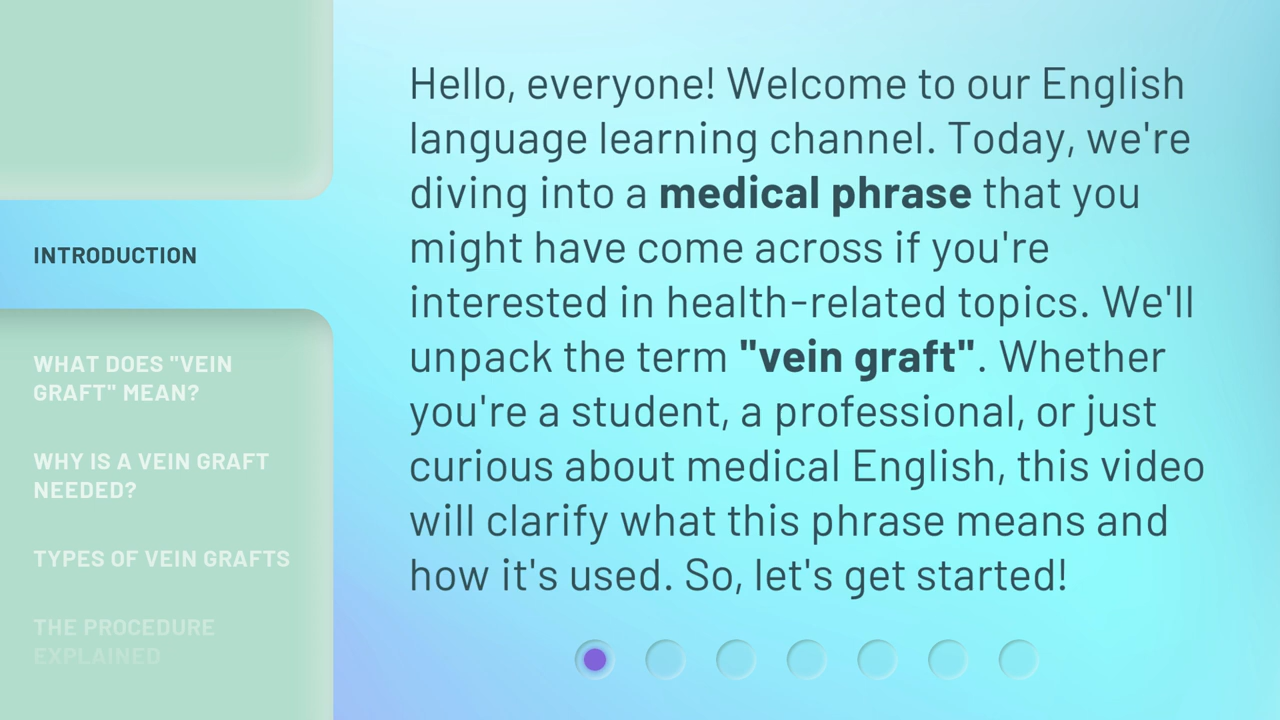 INTRODUCTION
WHAT DOES "VEIN
GRAFT" MEAN?
WHY IS A VEIN GRAFT
NEEDED?
TYPES OF VEIN GRAFTS
THE PROCEDURE
EXPLAINED
Hello, everyone! Welcome to our English
language learning channel. Today, we're
diving into a medical phrase that you
might have come across if you're
interested in health-related topics. We'll
unpack the term "vein graft". Whether
you're a student, a professional, or just
curious about medical English, this video
will clarify what this phrase means and
how it's used. So, let's get started!